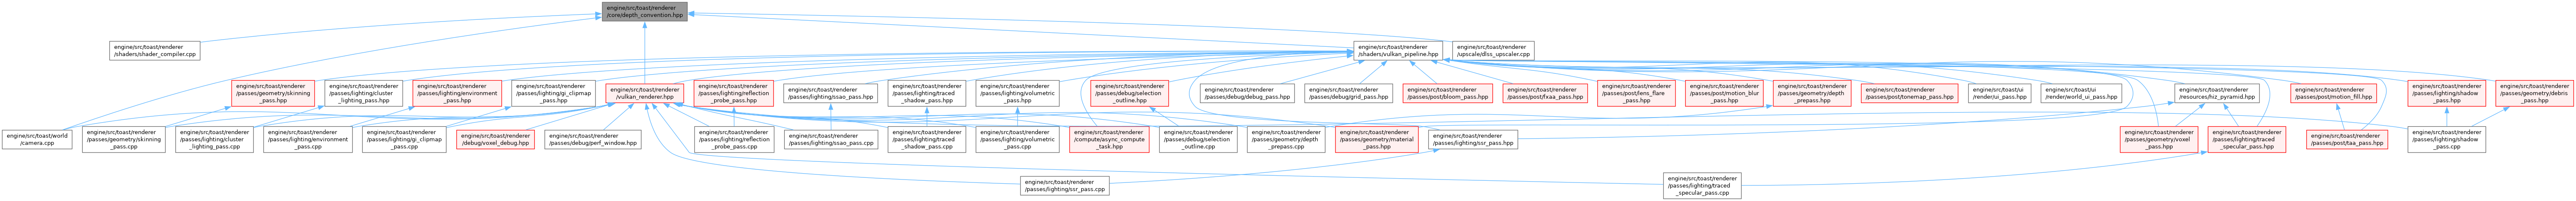 engine/src/toast/renderer
/core/depth_convention.hpp
engine/src/toast/renderer
/shaders/shader_compiler.cpp
engine/src/toast/renderer
/shaders/vulkan_pipeline.hpp
engine/src/toast/renderer
/upscale/dlss_upscaler.cpp
engine/src/toast/renderer
/passes/geometry/skinning
_pass.hpp
engine/src/toast/renderer
/passes/lighting/cluster
_lighting_pass.hpp
engine/src/toast/renderer
/passes/lighting/environment
_pass.hpp
engine/src/toast/renderer
/passes/lighting/gi_clipmap
_pass.hpp
engine/src/toast/renderer
/vulkan_renderer.hpp
engine/src/toast/renderer
/passes/lighting/reflection
_probe_pass.hpp
engine/src/toast/renderer
/passes/lighting/ssao_pass.hpp
engine/src/toast/renderer
/passes/lighting/traced
_shadow_pass.hpp
engine/src/toast/renderer
/passes/lighting/volumetric
_pass.hpp
engine/src/toast/renderer
/passes/debug/selection
_outline.hpp
engine/src/toast/renderer
/passes/debug/debug_pass.hpp
engine/src/toast/renderer
/passes/debug/grid_pass.hpp
engine/src/toast/renderer
/passes/post/bloom_pass.hpp
engine/src/toast/renderer
/passes/post/fxaa_pass.hpp
engine/src/toast/renderer
/passes/post/lens_flare
_pass.hpp
engine/src/toast/renderer
/passes/post/motion_blur
_pass.hpp
engine/src/toast/renderer
/passes/geometry/depth
_prepass.hpp
engine/src/toast/renderer
/passes/post/tonemap_pass.hpp
engine/src/toast/ui
/render/ui_pass.hpp
engine/src/toast/ui
/render/world_ui_pass.hpp
engine/src/toast/renderer
/resources/hiz_pyramid.hpp
engine/src/toast/renderer
/passes/post/motion_fill.hpp
engine/src/toast/renderer
/passes/lighting/shadow
_pass.hpp
engine/src/toast/renderer
/passes/geometry/debris
_pass.hpp
engine/src/toast/world
/camera.cpp
engine/src/toast/renderer
/passes/geometry/skinning
_pass.cpp
engine/src/toast/renderer
/passes/lighting/cluster
_lighting_pass.cpp
engine/src/toast/renderer
/passes/lighting/environment
_pass.cpp
engine/src/toast/renderer
/passes/lighting/gi_clipmap
_pass.cpp
engine/src/toast/renderer
/debug/voxel_debug.hpp
engine/src/toast/renderer
/passes/debug/perf_window.hpp
engine/src/toast/renderer
/passes/lighting/reflection
_probe_pass.cpp
engine/src/toast/renderer
/passes/lighting/ssao_pass.cpp
engine/src/toast/renderer
/passes/lighting/traced
_shadow_pass.cpp
engine/src/toast/renderer
/passes/lighting/volumetric
_pass.cpp
engine/src/toast/renderer
/compute/async_compute
_task.hpp
engine/src/toast/renderer
/passes/debug/selection
_outline.cpp
engine/src/toast/renderer
/passes/geometry/depth
_prepass.cpp
engine/src/toast/renderer
/passes/geometry/material
_pass.hpp
engine/src/toast/renderer
/passes/lighting/ssr_pass.hpp
engine/src/toast/renderer
/passes/geometry/voxel
_pass.hpp
engine/src/toast/renderer
/passes/lighting/traced
_specular_pass.hpp
engine/src/toast/renderer
/passes/post/taa_pass.hpp
engine/src/toast/renderer
/passes/lighting/shadow
_pass.cpp
engine/src/toast/renderer
/passes/lighting/ssr_pass.cpp
engine/src/toast/renderer
/passes/lighting/traced
_specular_pass.cpp